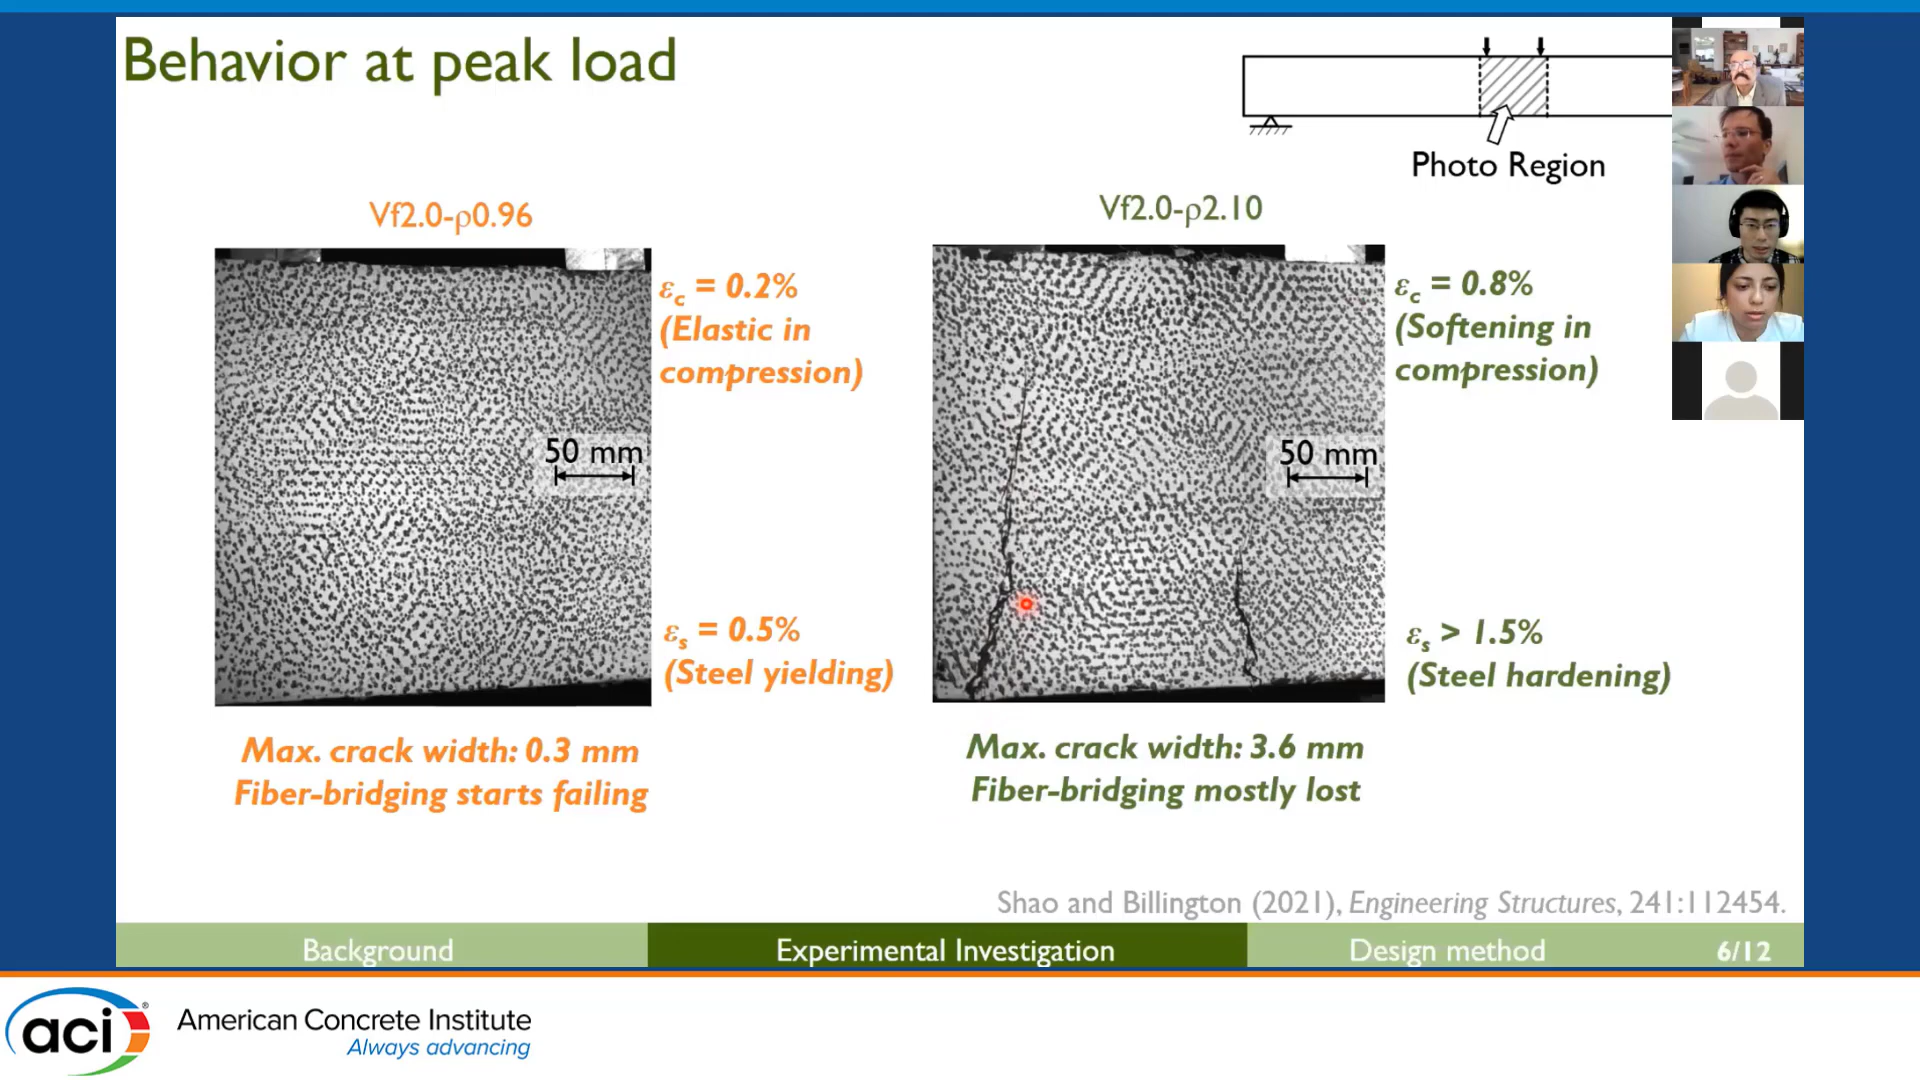 Behavior at peak load
Photo Region
Vf2.0-ρ0.96
Vf2.0-ρ2.10
εc = 0.2%
(Elastic in
compression)
50 mm
εs = 0.5%
(Steel yielding)
Max. crack width: 0.3 mm
Fiber-bridging starts failing
εc = 0.8%
(Softening in
compression)
50 mm
εs > 1.5%
(Steel hardening)
Max. crack width: 3.6 mm
Fiber-bridging mostly lost
Shao and Billington (2021), Engineering Structures, 241:112454.
Background
Experimental Investigation
Design method
6/12
aci®
American Concrete Institute
Always advancing